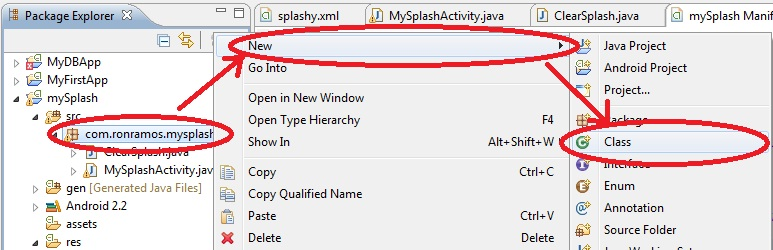 Package Explorer
splashy.xml
MySplashActivity.java
ClearSplash.java
mySplash Manif
MyDBApp
MyFirstApp
mySplash
src
com.ronramos.mysplash
ClearSplash.java
MySplashActivity.jav
gen [Generated Java Files]
Android 2.2
assets
res
New
Go Into
Open in New Window
Open Type Hierarchy F4
Show In Alt+Shift+W
Copy Ctrl+C
Copy Qualified Name
Paste Ctrl+V
Delete Delete
Java Project
Android Project
Project...
Package
Class
Interface
Enum
Annotation
Source Folder